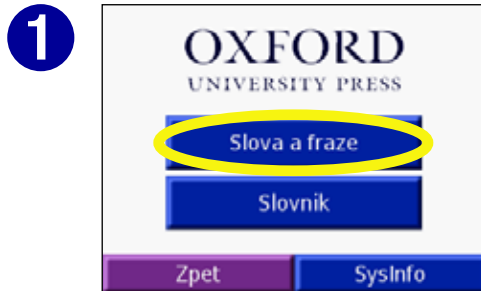 1
OXFORD
UNIVERSITY PRESS
Slova a fraze
Slovnik
Zpet SysInfo